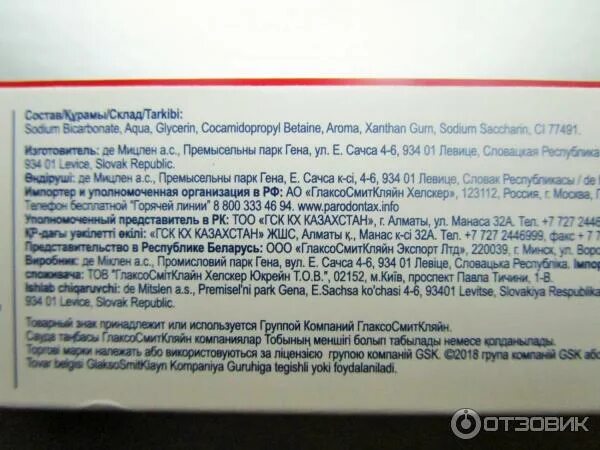 Состав/Құрамы/Склад/Tarkibi:
Sodium Bicarbonate, Aqua, Glycerin, Cocamidopropyl Betaine, Aroma, Xanthan Gum, Sodium Saccharin, CI 77491.
Изготовитель: де Мицлен а.с., Премысельны парк Гена, ул. Е. Сачса 4-6, 934 01 Левице, Словацкая Республика
934 01 Levice, Slovak Republic.
Өндіруші: де Мицлен а.с., Премысельны парк Гена, Е. Сачса к-сі, 4-6, 934 01 Левице, Словак Республикасы / de
Импортер и уполномоченная организация в РФ: АО «ГлаксоСмитКляйн Хелскер», 123112, Россия, г. Москва,
Телефон бесплатной "Горячей линии" 8 800 333 46 94. www.parodontax.info
Уполномоченный представитель в РК: ТОО «ГСК КХ КАЗАХСТАН», г. Алматы, ул. Манаса 32А. Тел. +7 727 244
ҚР-дағы уәкілетті өкілі: «ГСК КХ КАЗАХСТАН» ЖШС, Алматы қ., Манас к-сі 32А. Тел. +7 727 2446999, факс + 7
Представительство в Республике Беларусь: ООО «ГлаксоСмитКляйн Экспорт Лтд», 220039, г. Минск, ул. Воро
Виробник: де Міклен а.с., Промисловий парк Гена, вул. Е. Сачса 4-6, 934 01 Левіце, Словацька Республіка. Імпорт
споживача: ТОВ "ГлаксоСмітКлайн Хелскер Юкрейн Т.О.В.", 02152, м.Київ, проспект Павла Тичини, 1-В.
Ishlab chiqaruvchi: de Mitslen a.s., Premisel'ni park Gena, E.Sachsa ko'chasi 4-6, 93401 Levitse, Slovakiya Respublika
Slovak Republic.
Товарный знак принадлежит или используется Группой Компаний ГлаксоСмитКляйн.
Сауда таңбасы ГлаксоСмитКляйн компаниялар Тобының меншігі болып табылады немесе қолданылады.
Торгові марки належать або використовуються за ліцензією групою компаній GSK. ©2018 група компаній GSK або
Tovar belgisi GlaksoSmitKlayn Kompaniya Guruhiga tegishli yoki foydalaniladi.
ОТЗОВИК